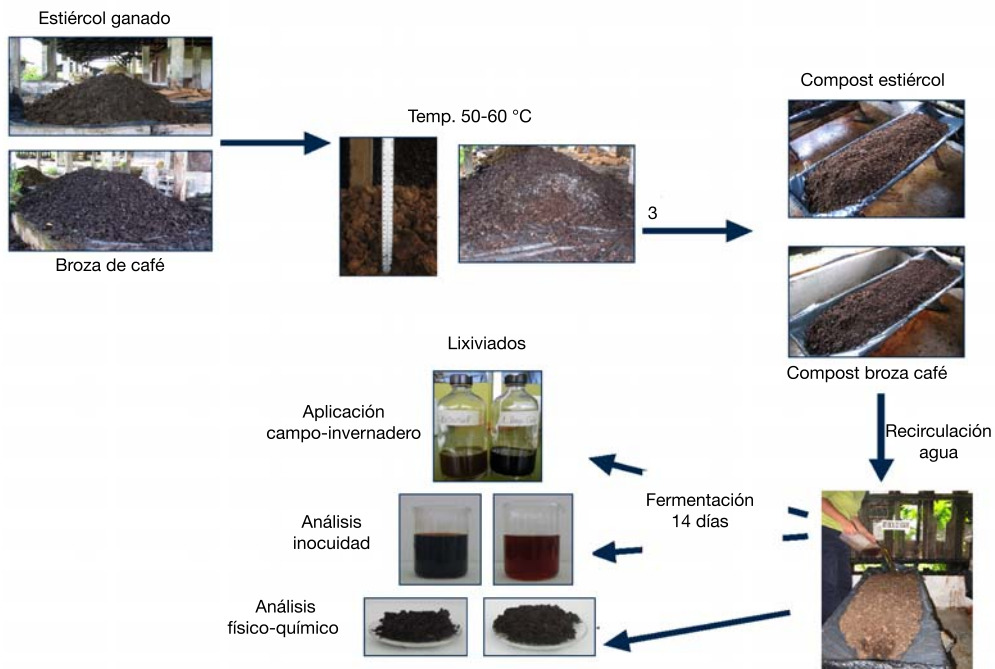 Estiércol ganado
Broza de café
Temp. 50-60 °C
3
Compost estiércol
Compost broza café
Recirculación
agua
Fermentación
14 días
Lixiviados
Aplicación
campo-invernadero
Análisis
inocuidad
Análisis
físico-químico